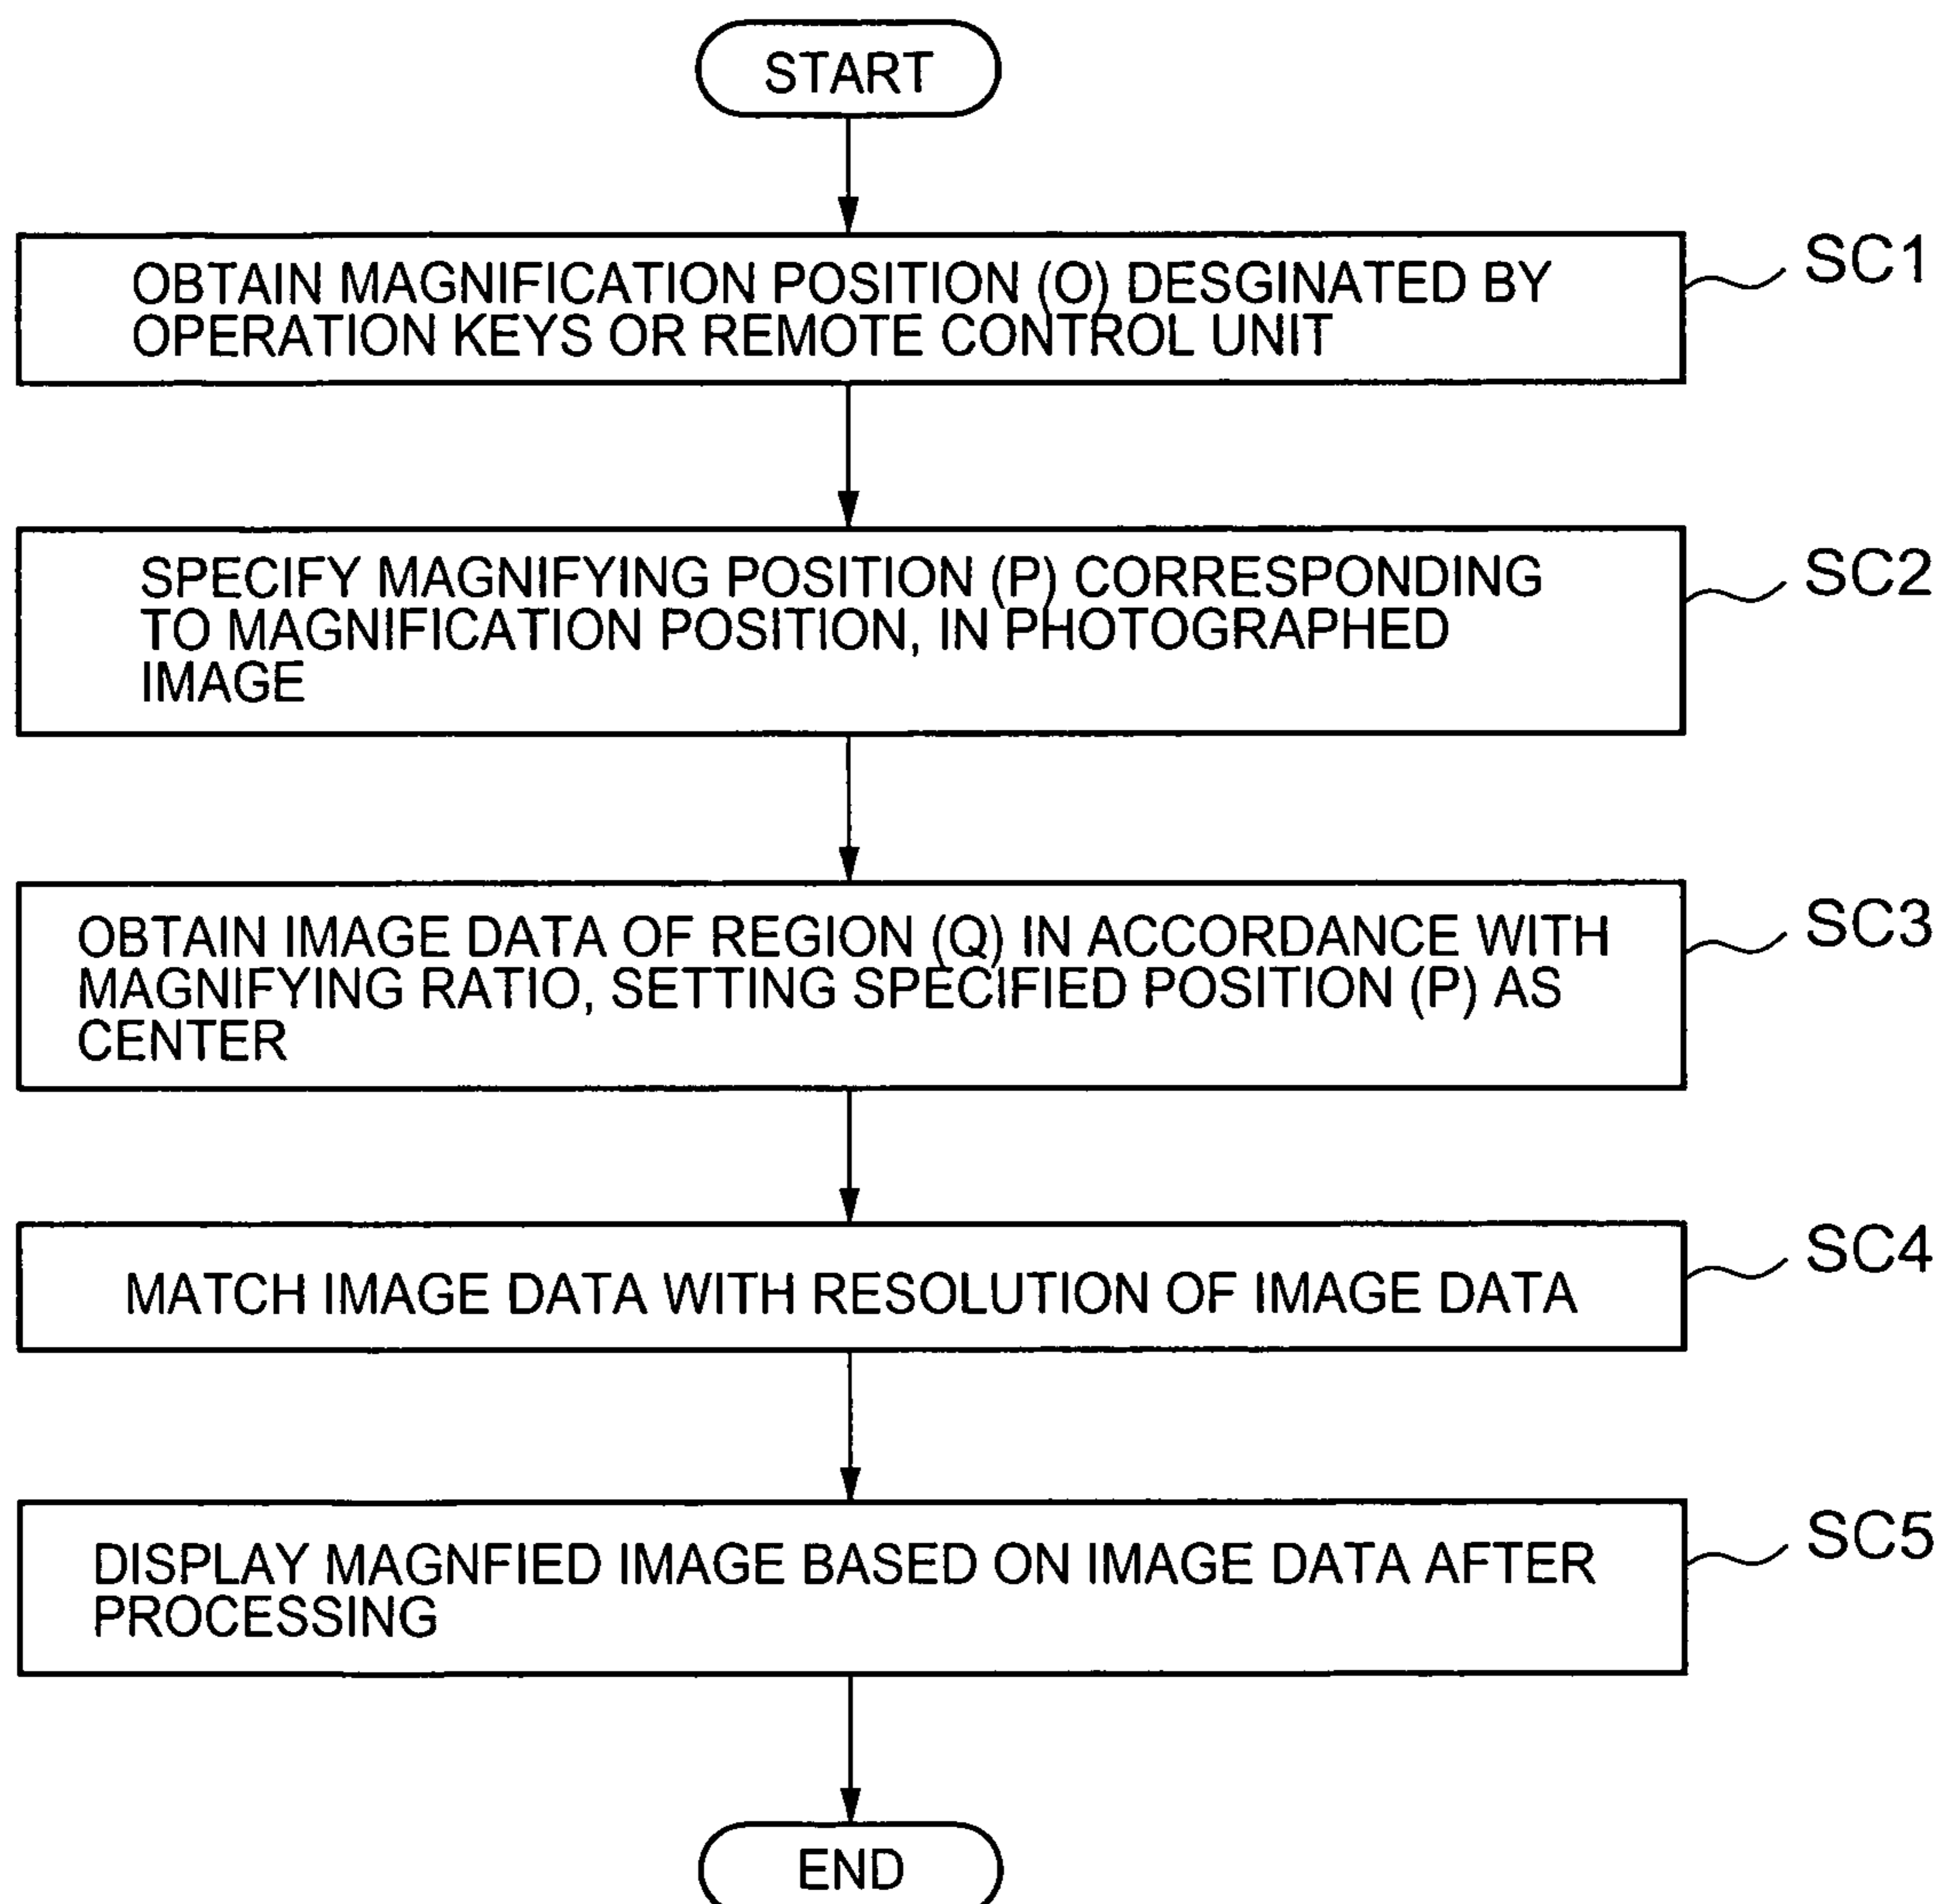 START
OBTAIN MAGNIFICATION POSITION (O) DESGINATED BY
OPERATION KEYS OR REMOTE CONTROL UNIT
SC1
SPECIFY MAGNIFYING POSITION (P) CORRESPONDING
TO MAGNIFICATION POSITION, IN PHOTOGRAPHED
IMAGE
SC2
OBTAIN IMAGE DATA OF REGION (Q) IN ACCORDANCE WITH
MAGNIFYING RATIO, SETTING SPECIFIED POSITION (P) AS
CENTER
SC3
MATCH IMAGE DATA WITH RESOLUTION OF IMAGE DATA
SC4
DISPLAY MAGNFIED IMAGE BASED ON IMAGE DATA AFTER
PROCESSING
SC5
END